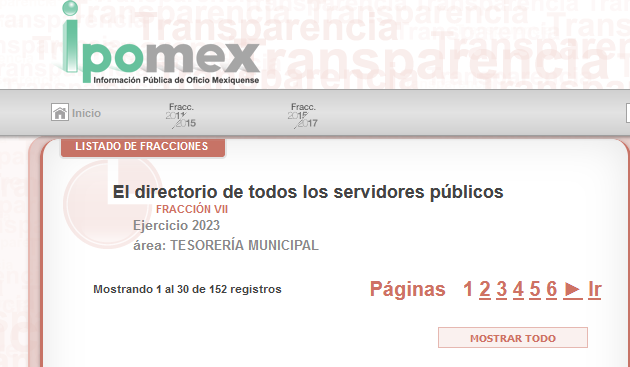 Transparencia
ipomex
Información Pública de Oficio Mexiquense
Inicio
Fracc.
2011
2015
Fracc.
2017
LISTADO DE FRACCIONES
El directorio de todos los servidores públicos
FRACCIÓN VII
Ejercicio 2023
área: TESORERÍA MUNICIPAL
Mostrando 1 al 30 de 152 registros
Páginas 1 2 3 4 5 6 ► Ir
MOSTRAR TODO